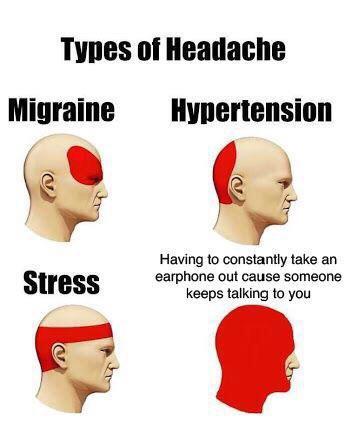 Types of Headache
Migraine
Hypertension
Stress
Having to constantly take an
earphone out cause someone
keeps talking to you